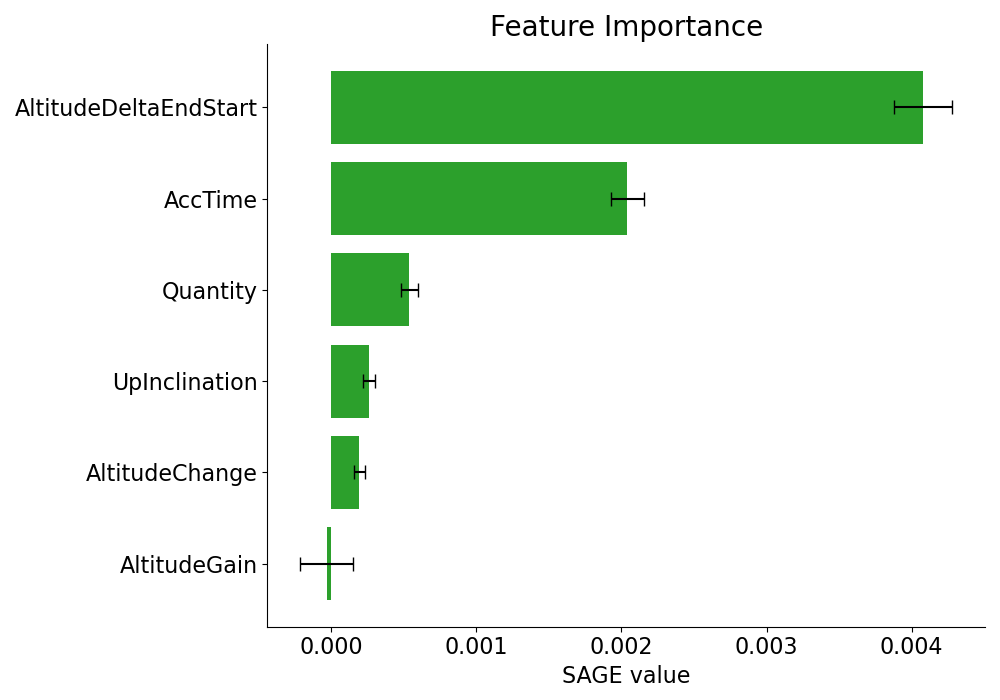 Feature Importance
AltitudeDeltaEndStart
AccTime
Quantity
UpInclination
AltitudeChange
AltitudeGain
0.000 0.001 0.002 0.003 0.004
SAGE value